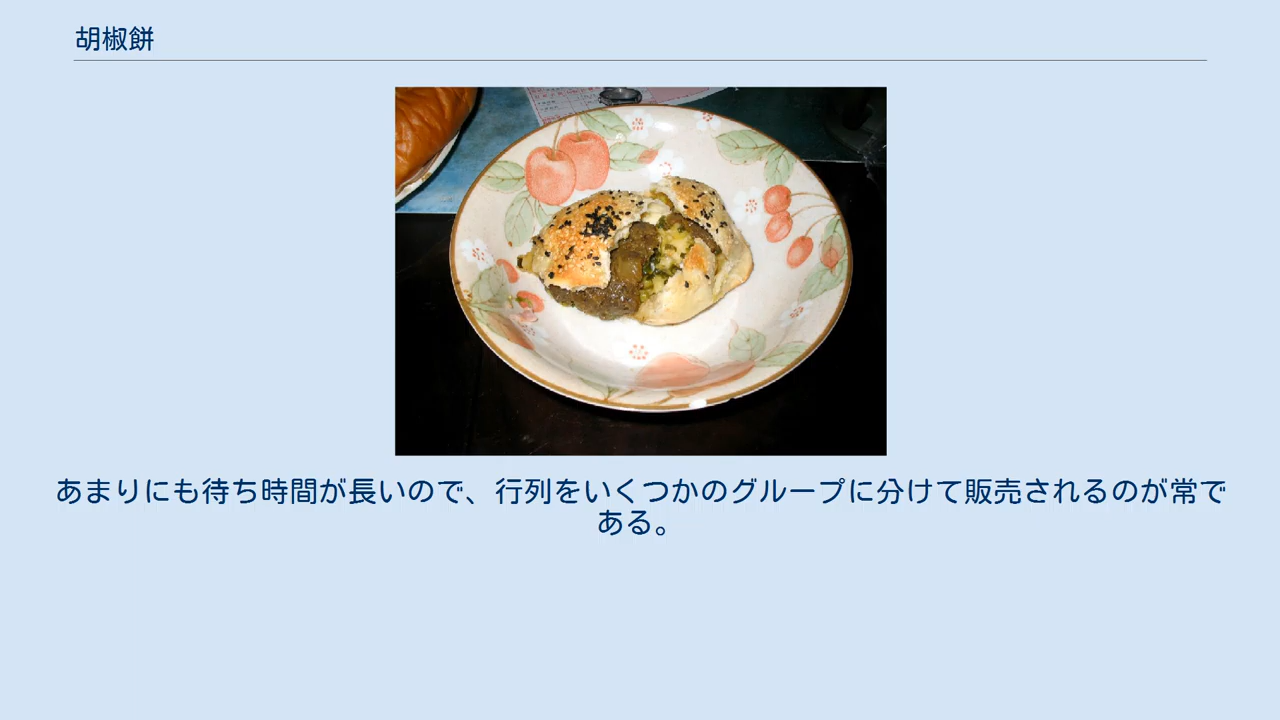 胡椒餅
あまりにも待ち時間が長いので、行列をいくつかのグループに分けて販売されるのが常で
ある。